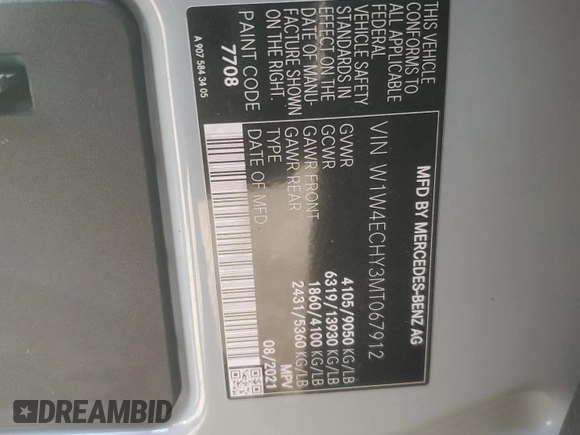 MFD BY MERCEDES-BENZ AG
VIN W1W4ECHY3MT067912
GVWR 4105/9050 KG/LB
GCWR 6319/13930 KG/LB
GAWR FRONT 1860/4100 KG/LB
GAWR REAR 2431/5360 KG/LB
TYPE MPV
DATE OF MFD 08/2021
THIS VEHICLE
CONFORMS TO
ALL APPLICABLE
FEDERAL
VEHICLE SAFETY
STANDARDS IN
EFFECT ON THE
DATE OF MANU-
FACTURE SHOWN
ON THE RIGHT.
PAINT CODE
7708
A 907 584 34 05
DREAMBID